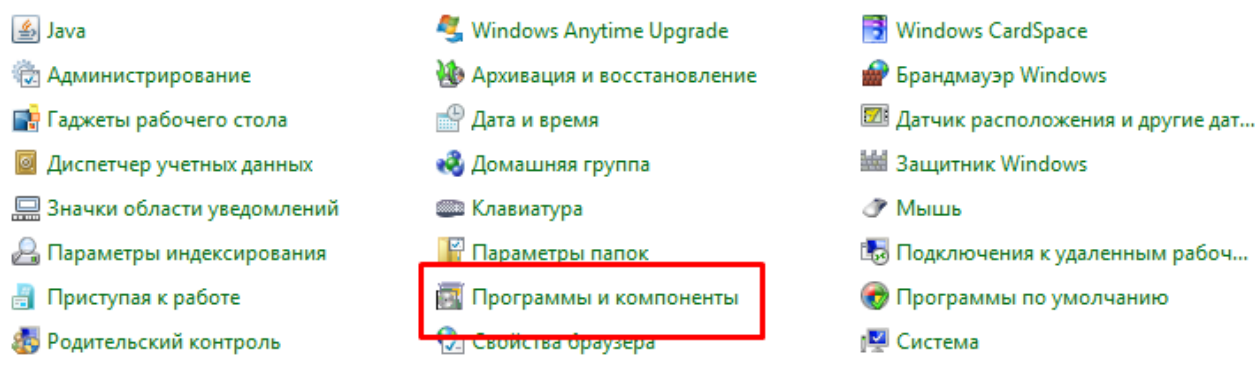 Java
Windows Anytime Upgrade
Windows CardSpace
Администрирование
Архивация и восстановление
Брандмауэр Windows
Гаджеты рабочего стола
Дата и время
Датчик расположения и другие дат...
Диспетчер учетных данных
Домашняя группа
Защитник Windows
Значки области уведомлений
Клавиатура
Мышь
Параметры индексирования
Параметры папок
Подключения к удаленным рабоч...
Приступая к работе
Программы и компоненты
Программы по умолчанию
Родительский контроль
Свойства браузера
Система